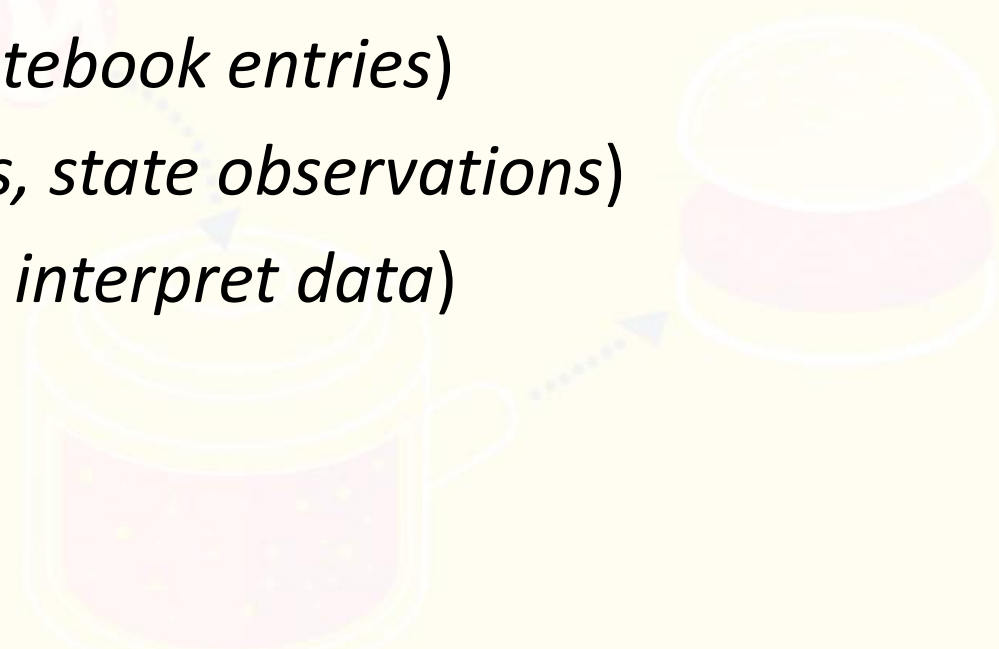 tebook entries)
s, state observations)
interpret data)